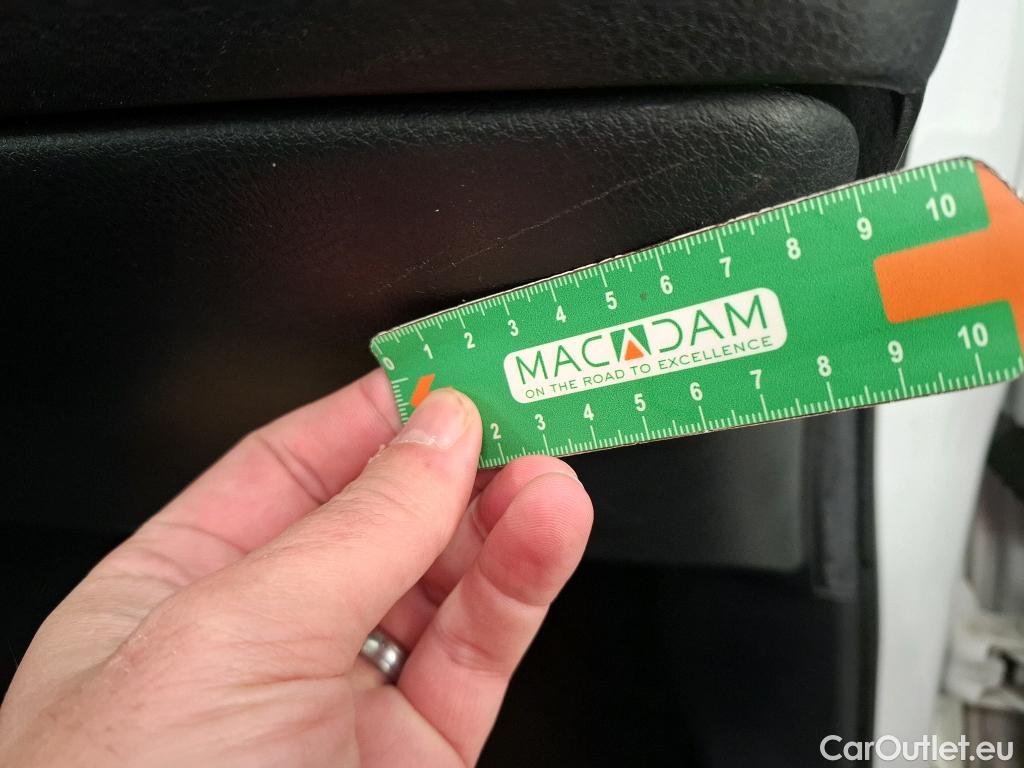 0 1 2 3 4 5 6 7 8 9 10
MACADAM
ON THE ROAD TO EXCELLENCE
2 3 4 5 6 7 8 9 10
CarOutlet.eu